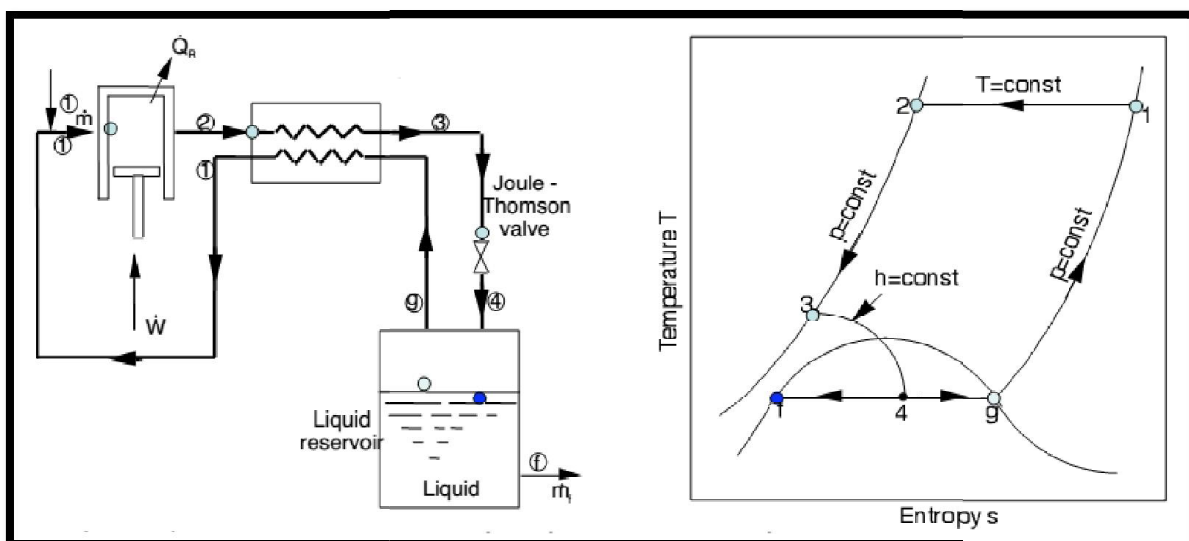 Q̇R
①
ṁ
①
②
③
①
Joule -
Thomson
valve
⑨
④
Ẇ
Liquid
reservoir
Liquid
ⓕ
ṁf
Temperature T
2
T=const
1
p=const
p=const
h=const
3
f
4
g
Entropy s